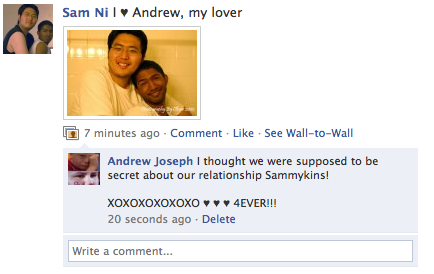 Sam Ni I ♥ Andrew, my lover
7 minutes ago · Comment · Like · See Wall-to-Wall
Andrew Joseph I thought we were supposed to be
secret about our relationship Sammykins!
XOXOXOXOXOXO ♥ ♥ ♥ 4EVER!!!
20 seconds ago · Delete
Write a comment...